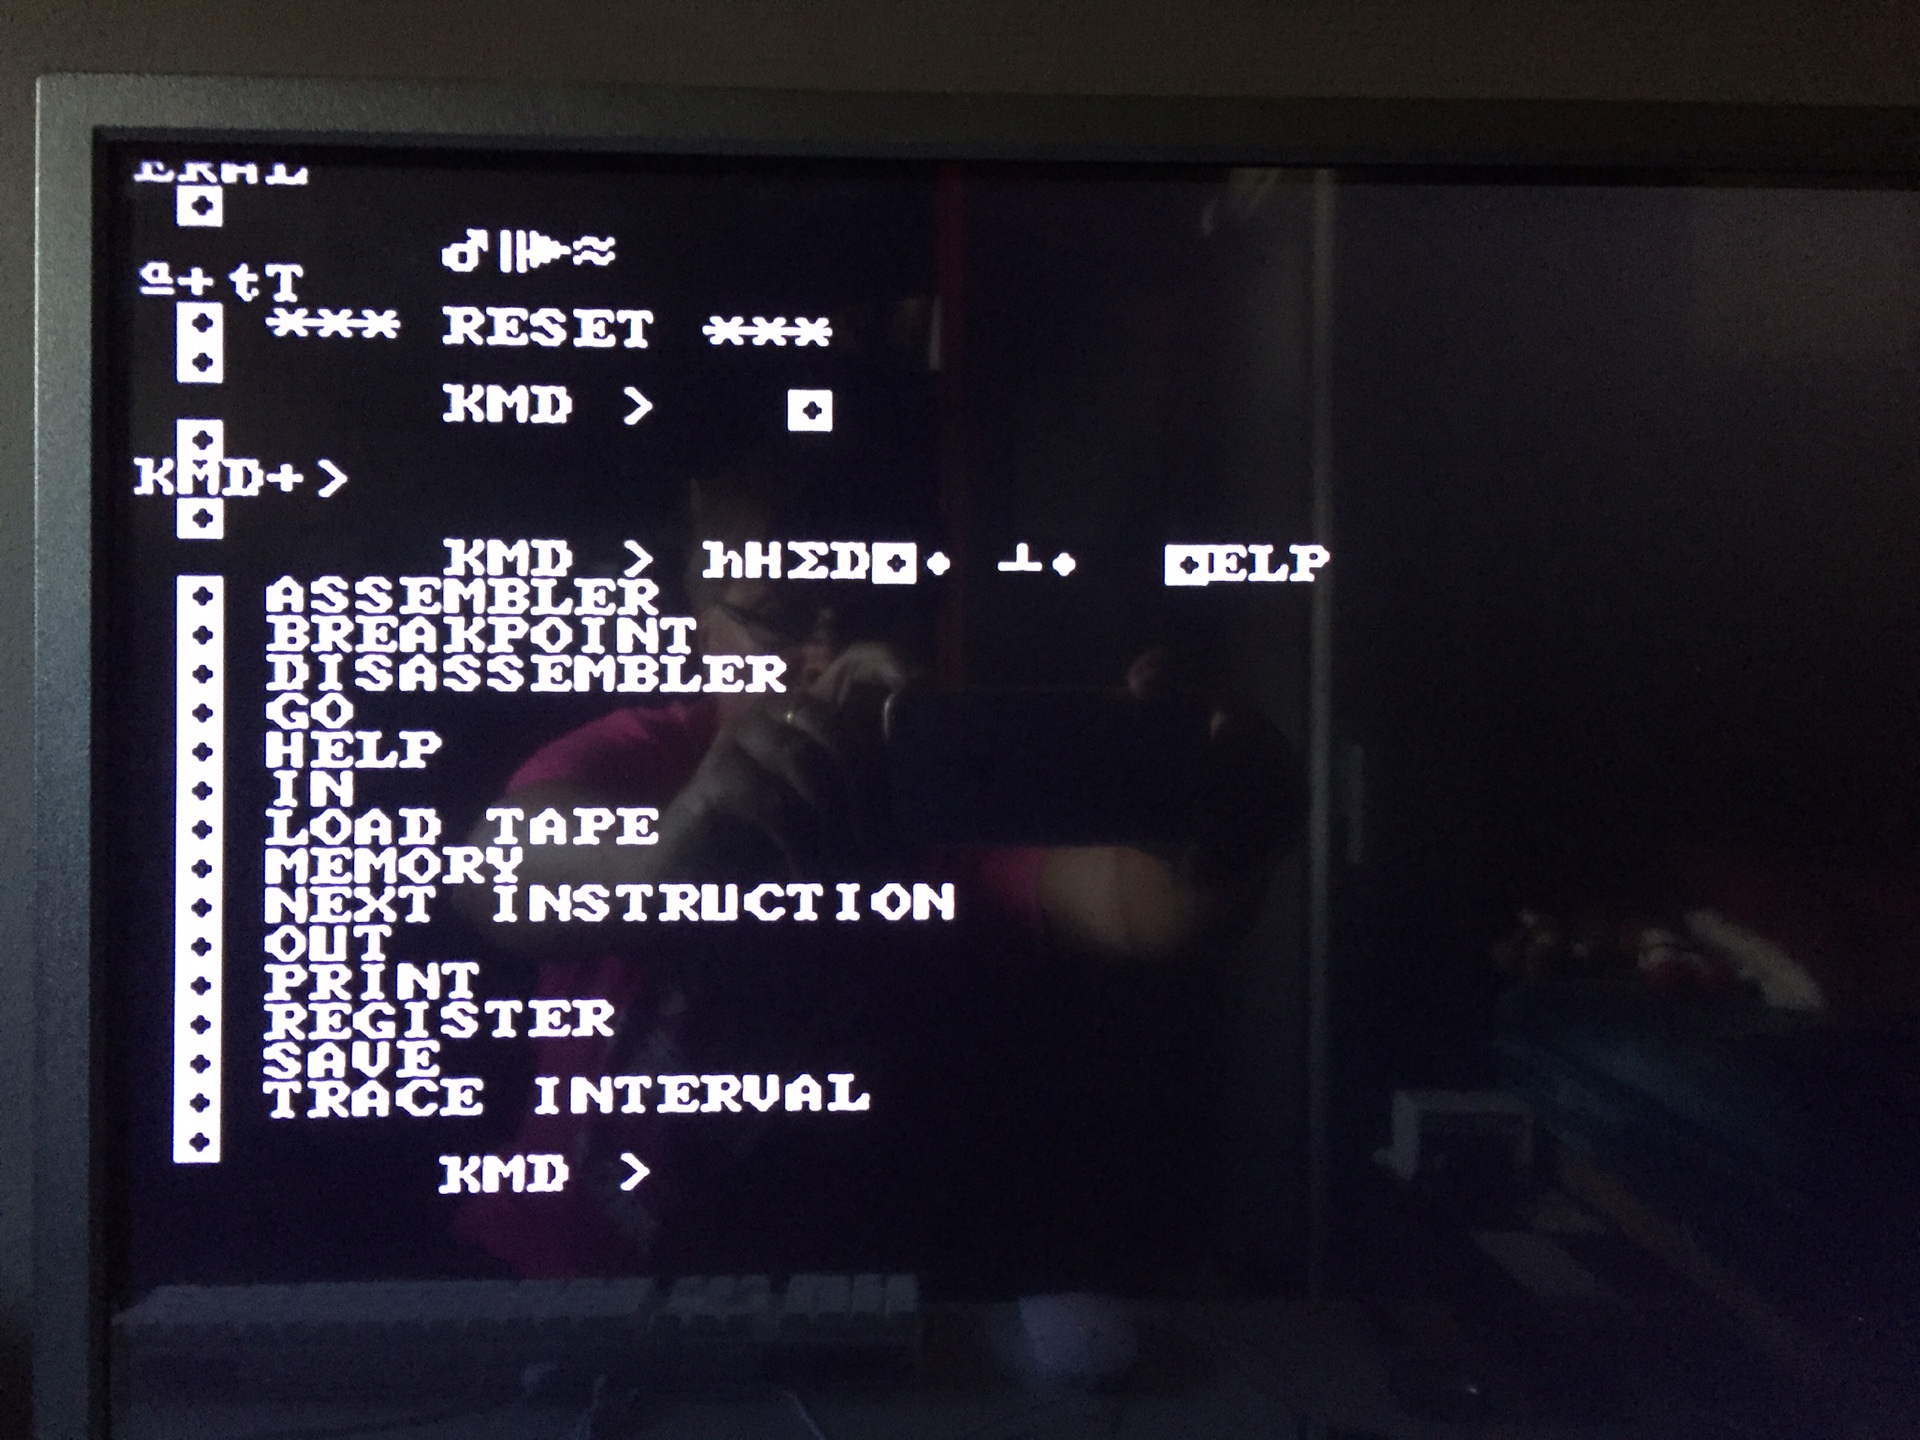 ERAL
◘
♂ ║▶≈
a+ tT
◘ *** RESET ***
◘
KMD > ◘
◘
KMD+>
◘
KMD > hHΣD◘• ┴• ◘ELP
◘ ASSEMBLER
◘ BREAKPOINT
◘ DISASSEMBLER
◘ GO
◘ HELP
◘ IN
◘ LOAD TAPE
◘ MEMORY
◘ NEXT INSTRUCTION
◘ OUT
◘ PRINT
◘ REGISTER
◘ SAVE
◘ TRACE INTERVAL
◘
KMD >